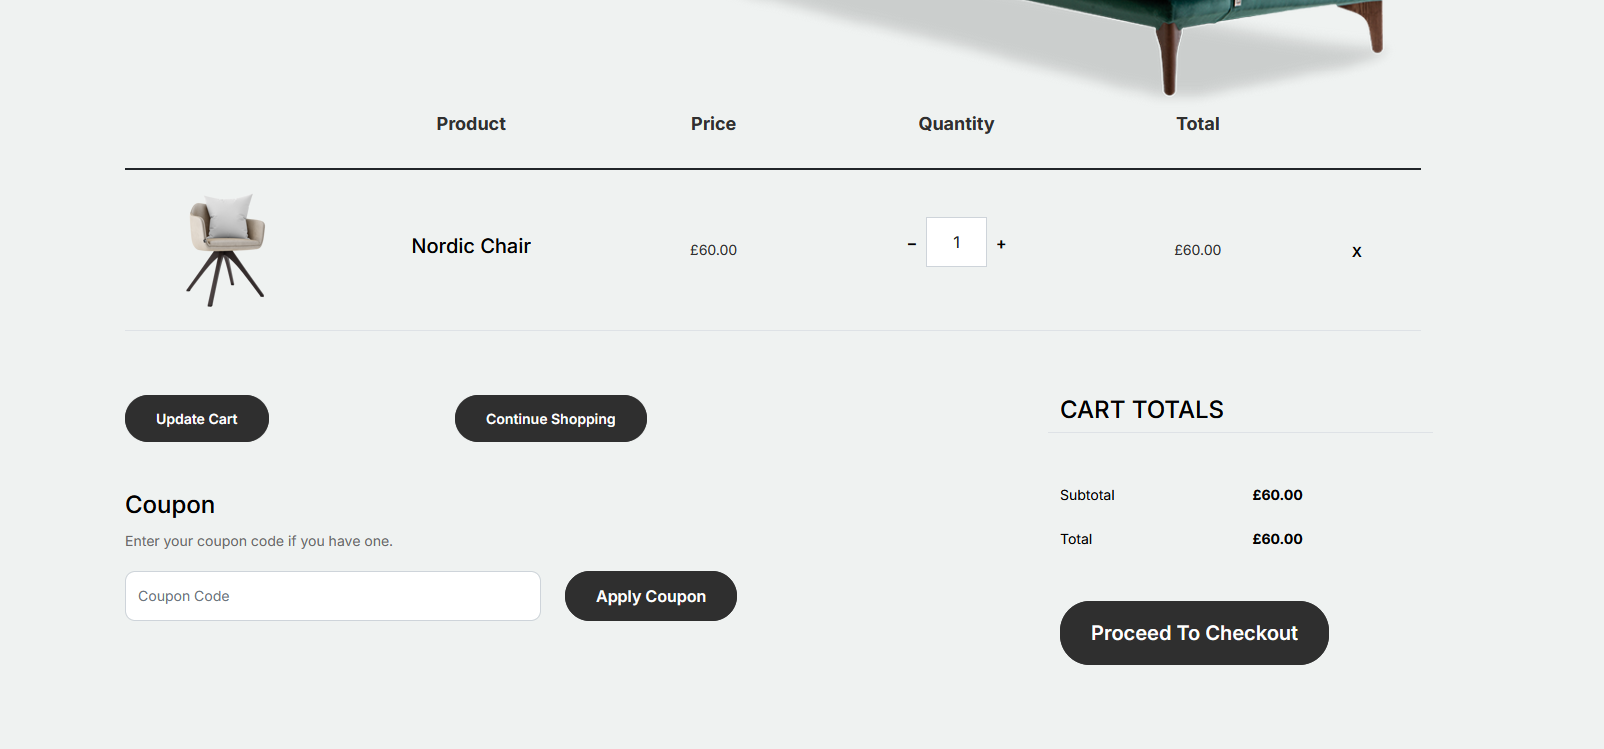 Product Price Quantity Total
Nordic Chair £60.00 − 1 + £60.00 X
Update Cart Continue Shopping
Coupon
Enter your coupon code if you have one.
Coupon Code Apply Coupon
CART TOTALS
Subtotal £60.00
Total £60.00
Proceed To Checkout